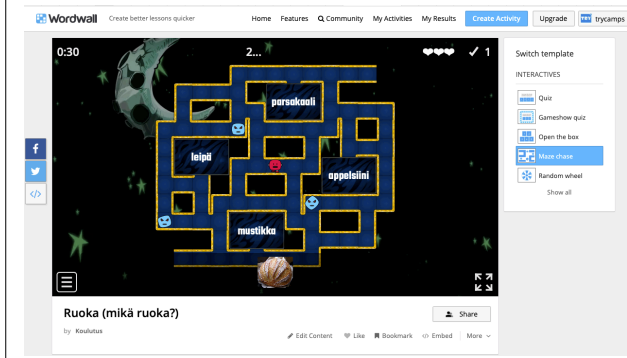 Wordwall Create better lessons quicker Home Features Community My Activities My Results Create Activity Upgrade TRY trycamps
0:30 2... ✓ 1
Switch template
INTERACTIVES
Quiz
Gameshow quiz
Open the box
Maze chase
Random wheel
Show all
parsakaali
leipä
appelsiini
mustikka
Ruoka (mikä ruoka?)
Share
by Koulutus
Edit Content Like Bookmark </> Embed More